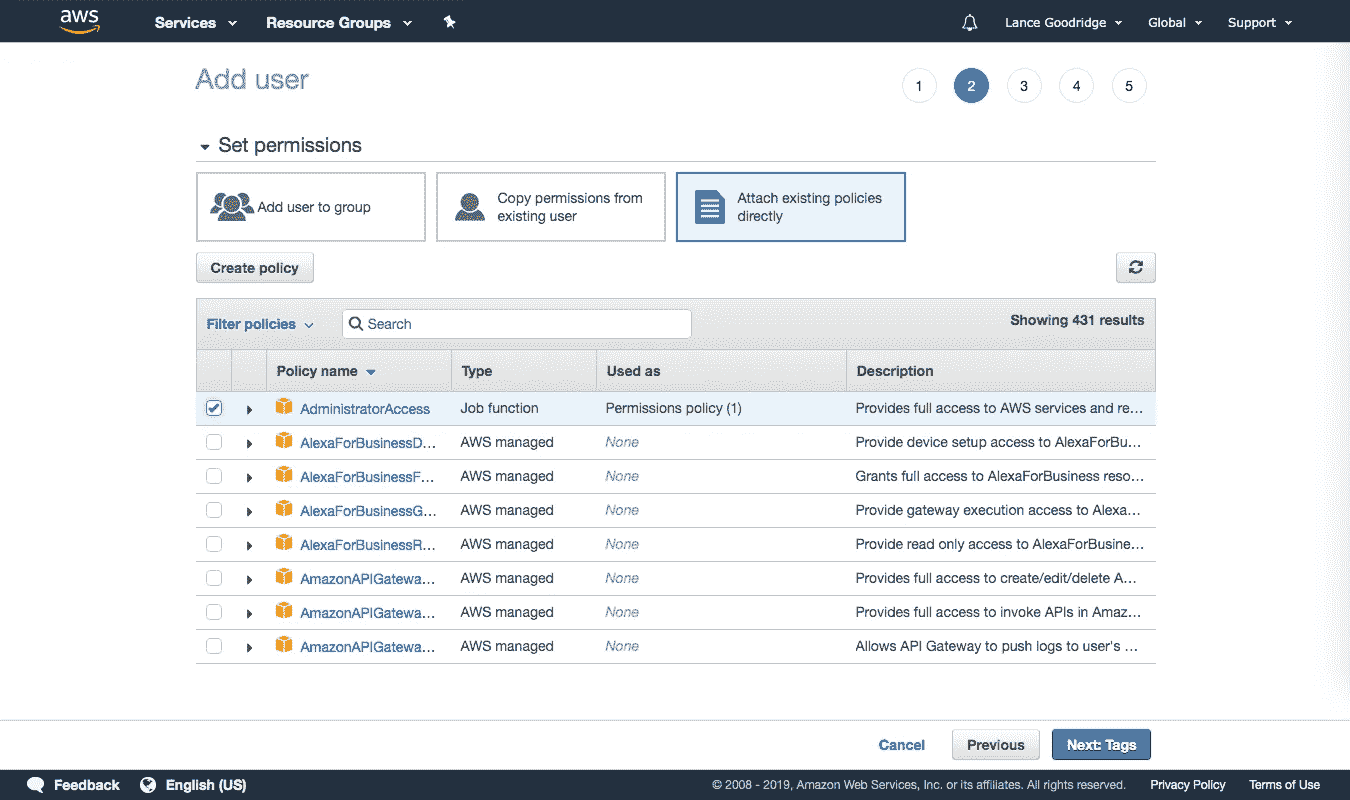 aws Services Resource Groups Lance Goodridge Global Support
Add user 1 2 3 4 5
Set permissions
Add user to group
Copy permissions from
existing user
Attach existing policies
directly
Create policy
Filter policies Search Showing 431 results
Policy name Type Used as Description
AdministratorAccess Job function Permissions policy (1) Provides full access to AWS services and re...
AlexaForBusinessD... AWS managed None Provide device setup access to AlexaForBu...
AlexaForBusinessF... AWS managed None Grants full access to AlexaForBusiness reso...
AlexaForBusinessG... AWS managed None Provide gateway execution access to Alexa...
AlexaForBusinessR... AWS managed None Provide read only access to AlexaForBusine...
AmazonAPIGatewa... AWS managed None Provides full access to create/edit/delete A...
AmazonAPIGatewa... AWS managed None Provides full access to invoke APIs in Amaz...
AmazonAPIGatewa... AWS managed None Allows API Gateway to push logs to user's ...
Cancel Previous Next: Tags
Feedback English (US) © 2008 - 2019, Amazon Web Services, Inc. or its affiliates. All rights reserved. Privacy Policy Terms of Use